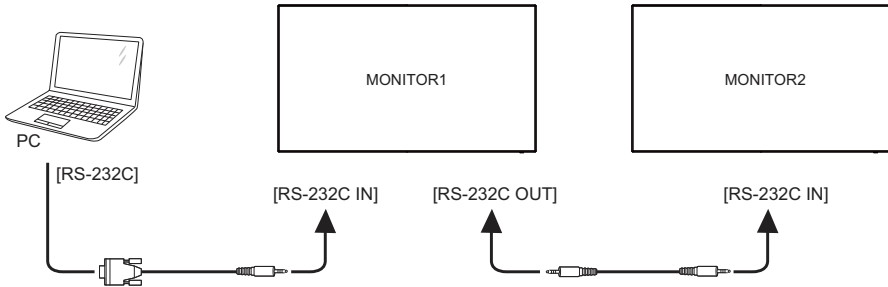 MONITOR1
MONITOR2
PC
[RS-232C]
[RS-232C IN]
[RS-232C OUT]
[RS-232C IN]